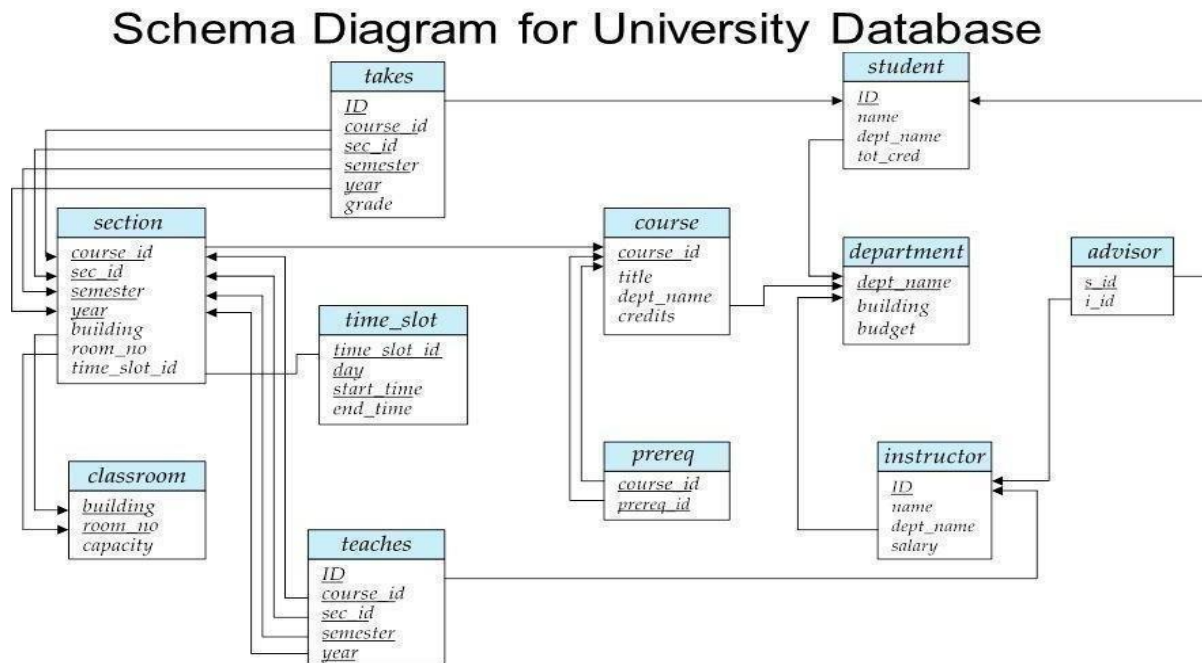 Schema Diagram for University Database
takes
ID
course_id
sec_id
semester
year
grade
student
ID
name
dept_name
tot_cred
section
course_id
sec_id
semester
year
building
room_no
time_slot_id
course
course_id
title
dept_name
credits
department
dept_name
building
budget
advisor
s_id
i_id
time_slot
time_slot_id
day
start_time
end_time
classroom
building
room_no
capacity
prereq
course_id
prereq_id
instructor
ID
name
dept_name
salary
teaches
ID
course_id
sec_id
semester
year